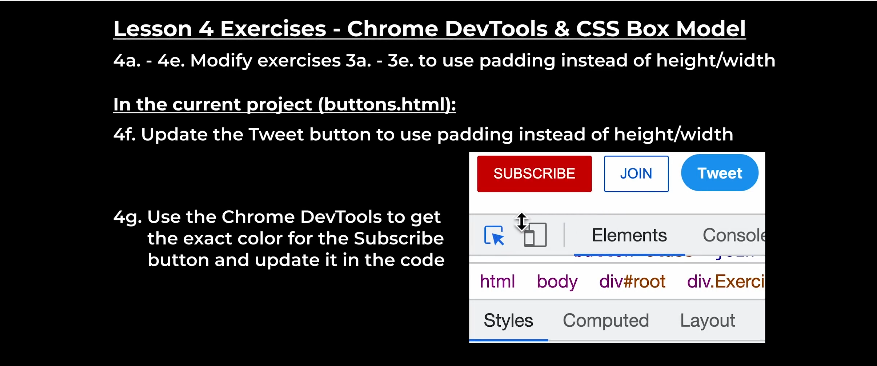 Lesson 4 Exercises - Chrome DevTools & CSS Box Model
4a. - 4e. Modify exercises 3a. - 3e. to use padding instead of height/width
In the current project (buttons.html):
4f. Update the Tweet button to use padding instead of height/width
SUBSCRIBE JOIN Tweet
4g. Use the Chrome DevTools to get
the exact color for the Subscribe
button and update it in the code
Elements Console
html body div#root div.Exerci
Styles Computed Layout